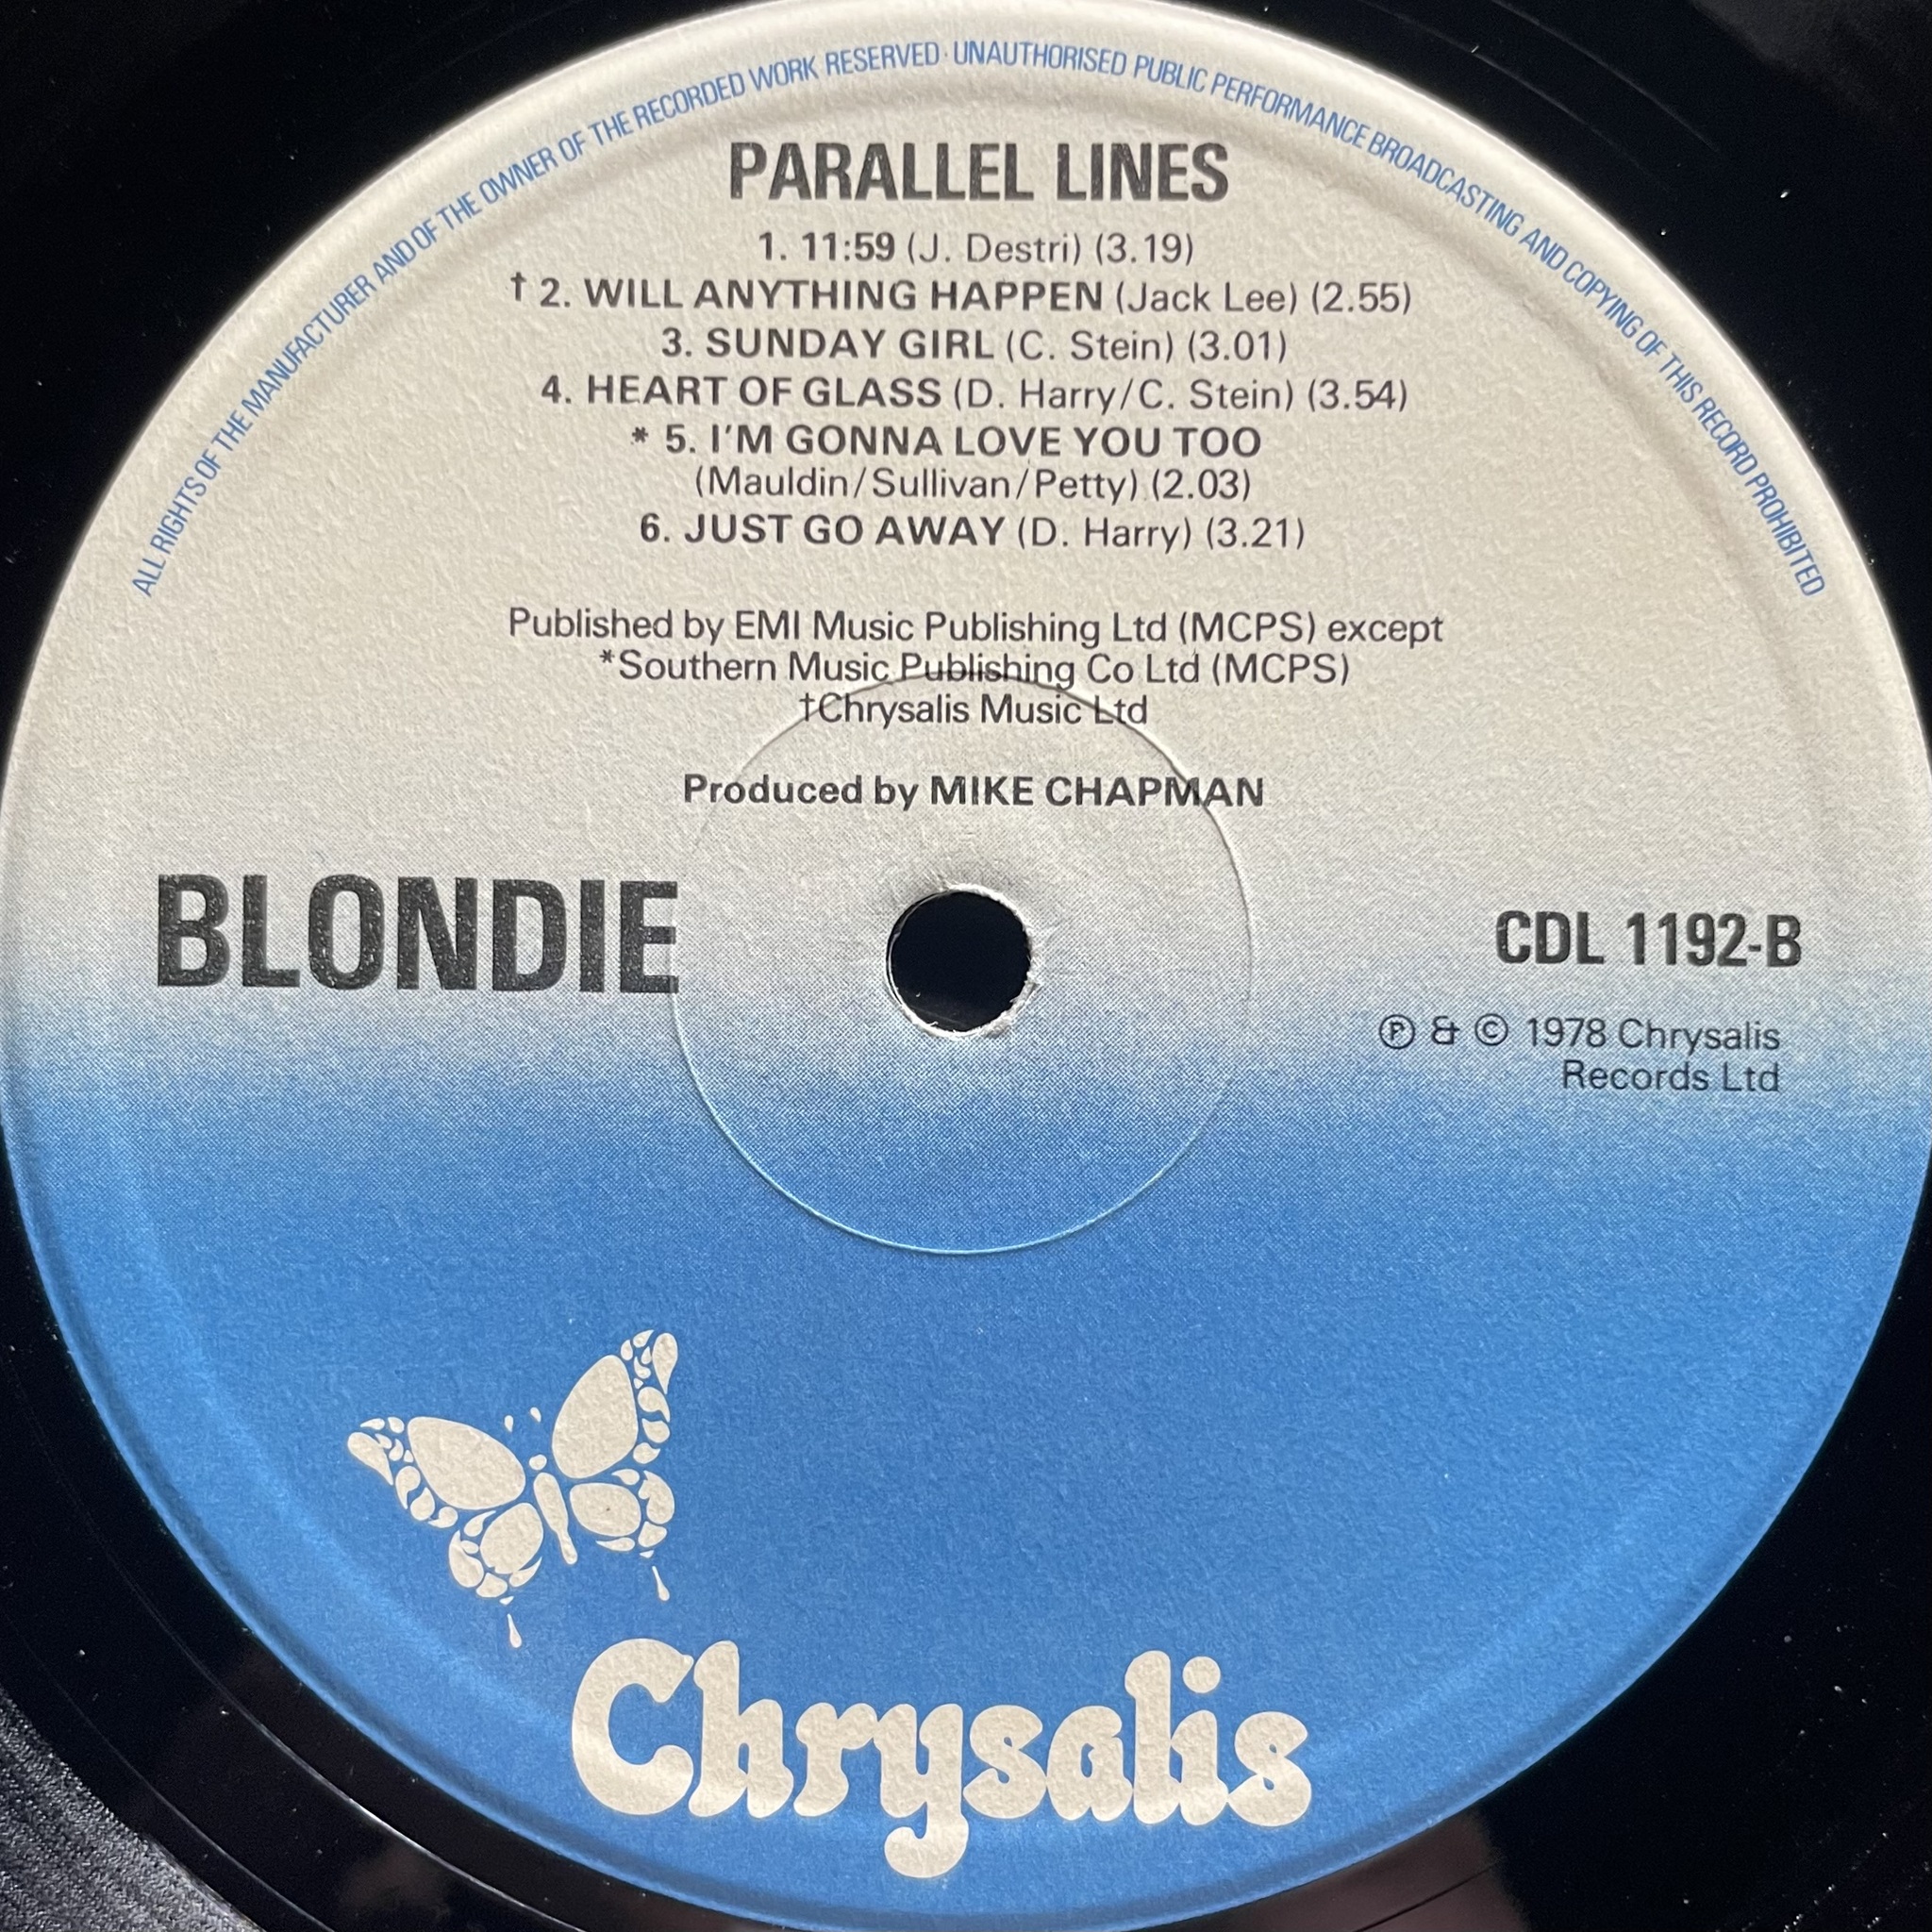 ALL RIGHTS OF THE MANUFACTURER AND OF THE OWNER OF THE RECORDED WORK RESERVED · UNAUTHORISED PUBLIC PERFORMANCE BROADCASTING AND COPYING OF THIS RECORD PROHIBITED
PARALLEL LINES
1. 11:59 (J. Destri) (3.19)
† 2. WILL ANYTHING HAPPEN (Jack Lee) (2.55)
3. SUNDAY GIRL (C. Stein) (3.01)
4. HEART OF GLASS (D. Harry/C. Stein) (3.54)
* 5. I'M GONNA LOVE YOU TOO
(Mauldin/Sullivan/Petty) (2.03)
6. JUST GO AWAY (D. Harry) (3.21)
Published by EMI Music Publishing Ltd (MCPS) except
*Southern Music Publishing Co Ltd (MCPS)
†Chrysalis Music Ltd
Produced by MIKE CHAPMAN
BLONDIE
CDL 1192-B
℗ & © 1978 Chrysalis
Records Ltd
Chrysalis